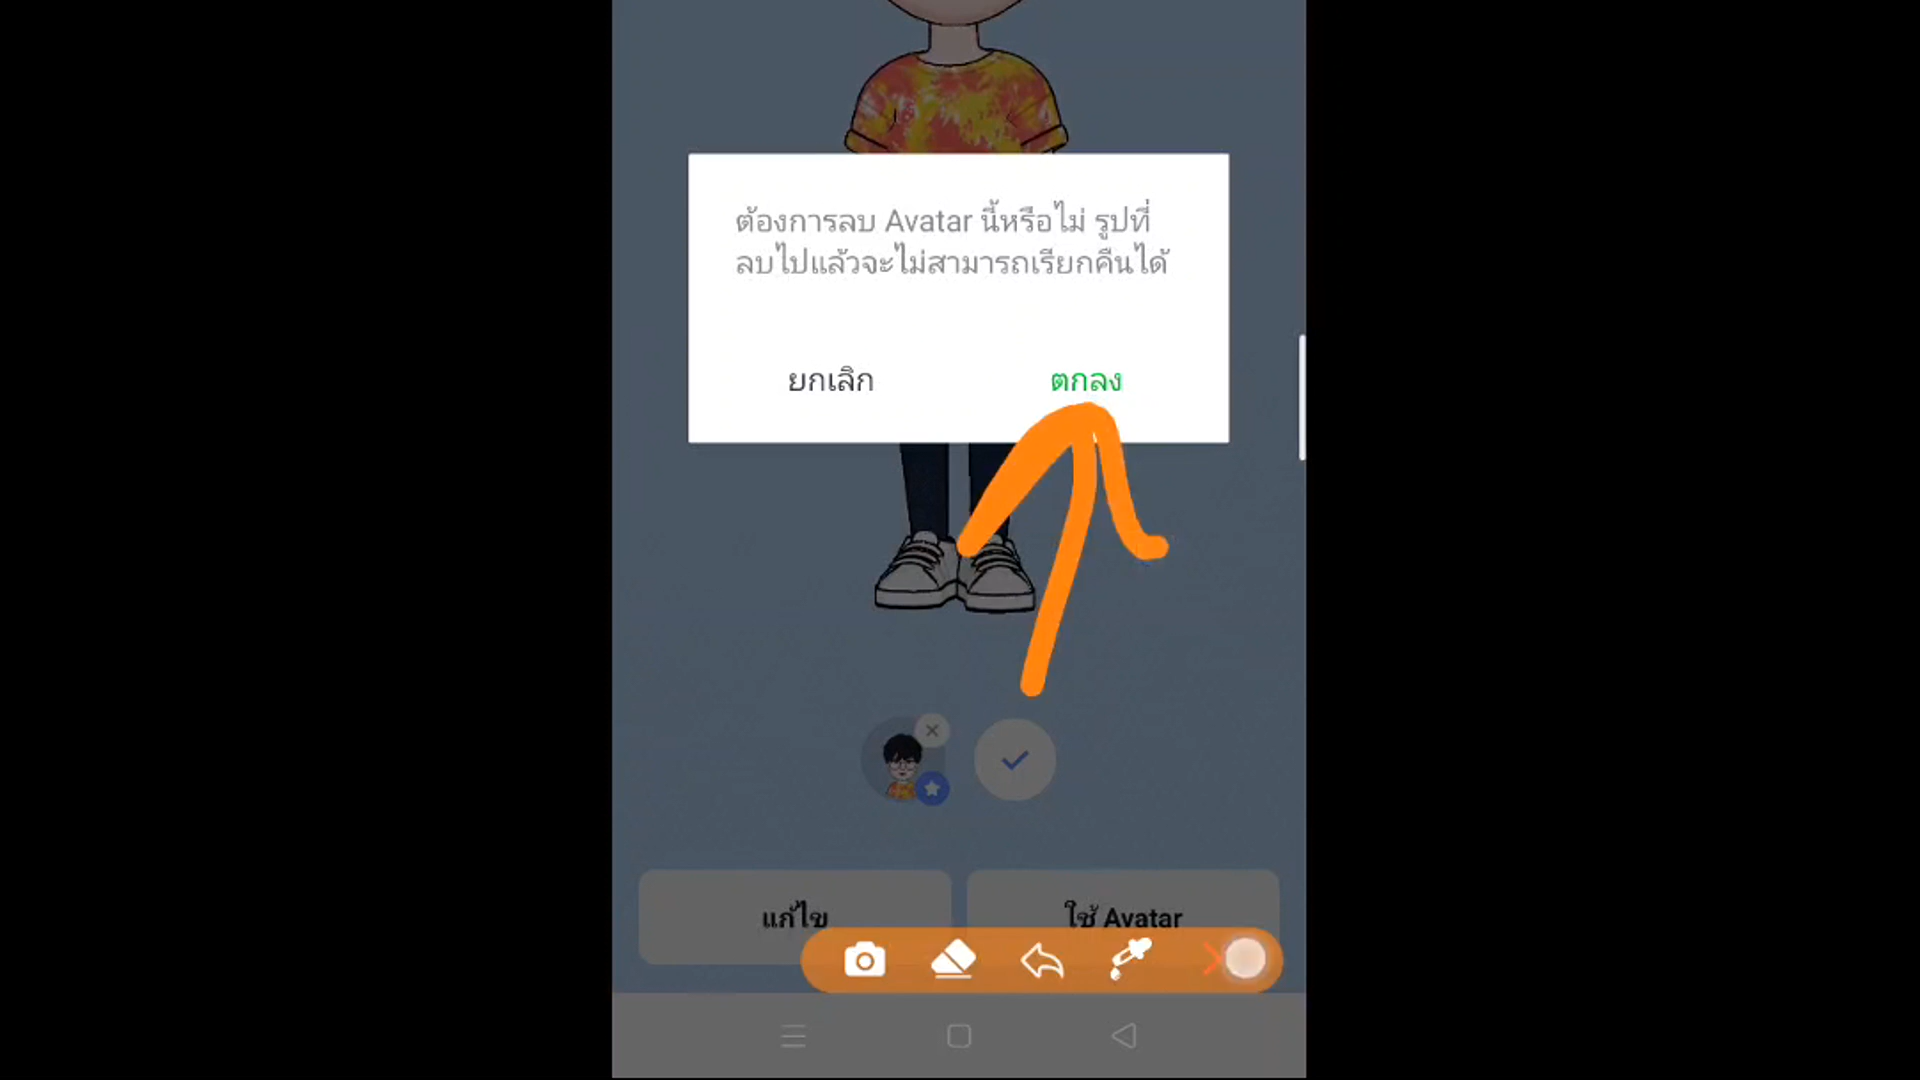 ต้องการลบ Avatar นี้หรือไม่ รูปที่
ลบไปแล้วจะไม่สามารถเรียกคืนได้
ยกเลิก ตกลง
แก้ไข ใช้ Avatar